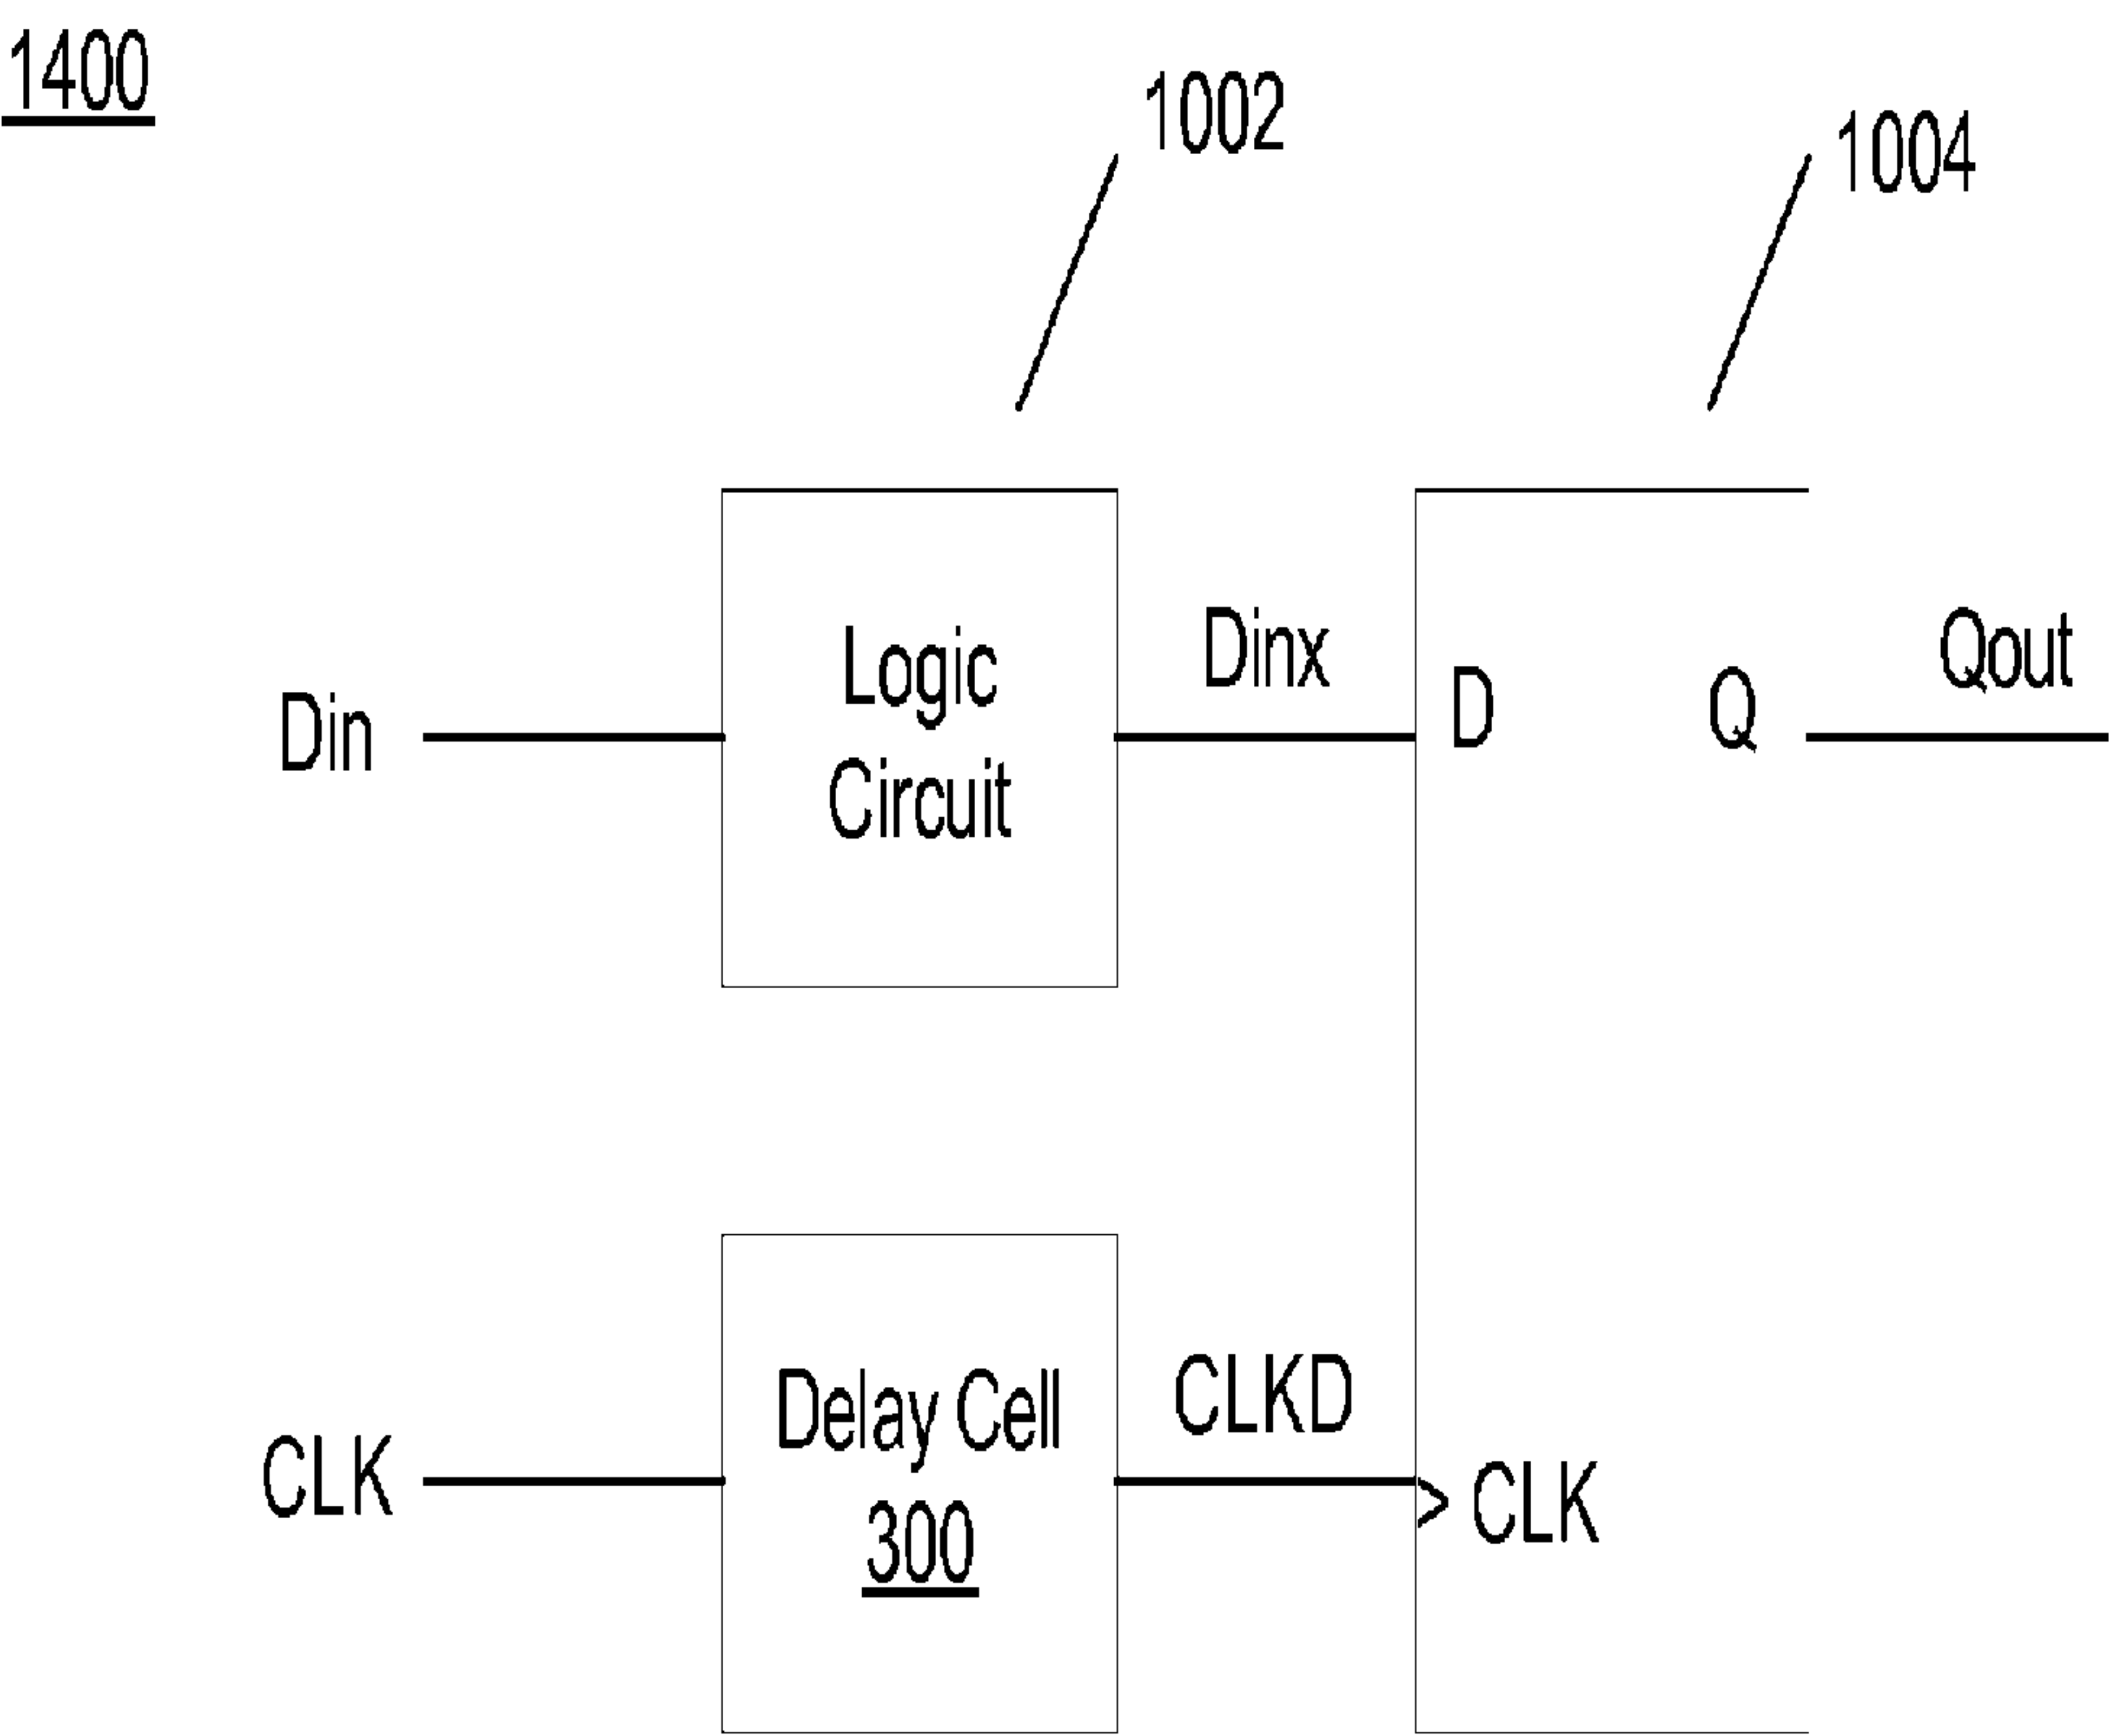 1400
1002
1004
Logic
Circuit
Din
Dinx
D
Q
Qout
Delay Cell
300
CLK
CLKD
CLK